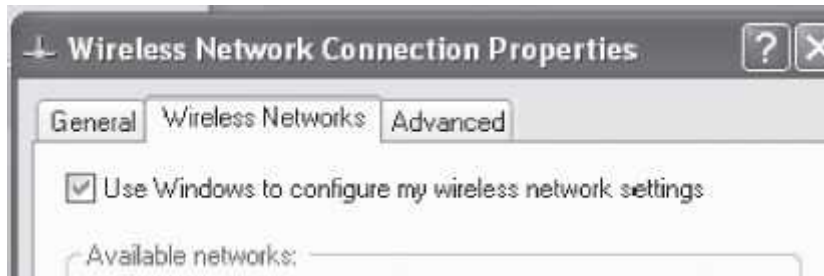 Wireless Network Connection Properties
General Wireless Networks Advanced
Use Windows to configure my wireless network settings
Available networks: